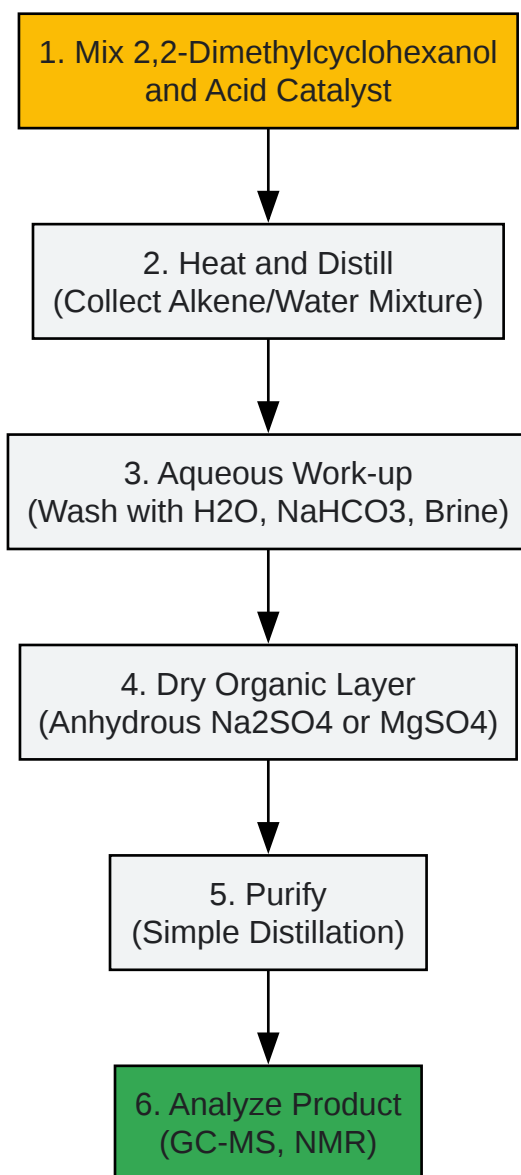 1. Mix 2,2-Dimethylcyclohexanol
and Acid Catalyst
2. Heat and Distill
(Collect Alkene/Water Mixture)
3. Aqueous Work-up
(Wash with H2O, NaHCO3, Brine)
4. Dry Organic Layer
(Anhydrous Na2SO4 or MgSO4)
5. Purify
(Simple Distillation)
6. Analyze Product
(GC-MS, NMR)